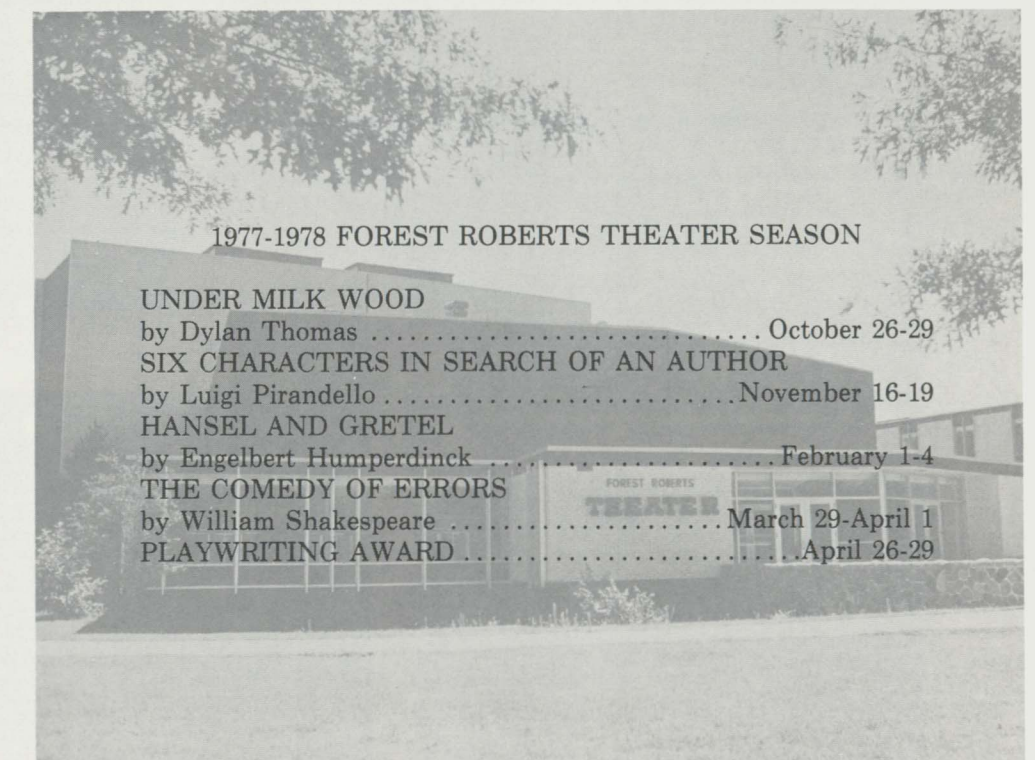 1977-1978 FOREST ROBERTS THEATER SEASON
UNDER MILK WOOD
by Dylan Thomas ................................ October 26-29
SIX CHARACTERS IN SEARCH OF AN AUTHOR
by Luigi Pirandello ............................. November 16-19
HANSEL AND GRETEL
by Engelbert Humperdinck ....................... February 1-4
THE COMEDY OF ERRORS
by William Shakespeare ...................... March 29-April 1
PLAYWRITING AWARD ........................... April 26-29
FOREST ROBERTS
THEATER